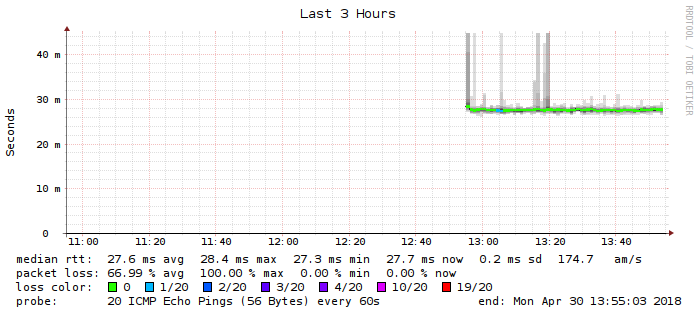 Last 3 Hours
RRDTOOL / TOBI OETIKER
Seconds
40 m
30 m
20 m
10 m
0
11:00 11:20 11:40 12:00 12:20 12:40 13:00 13:20 13:40
median rtt: 27.6 ms avg 28.4 ms max 27.3 ms min 27.7 ms now 0.2 ms sd 174.7 am/s
packet loss: 66.99 % avg 100.00 % max 0.00 % min 0.00 % now
loss color: 0 1/20 2/20 3/20 4/20 10/20 19/20
probe: 20 ICMP Echo Pings (56 Bytes) every 60s end: Mon Apr 30 13:55:03 2018